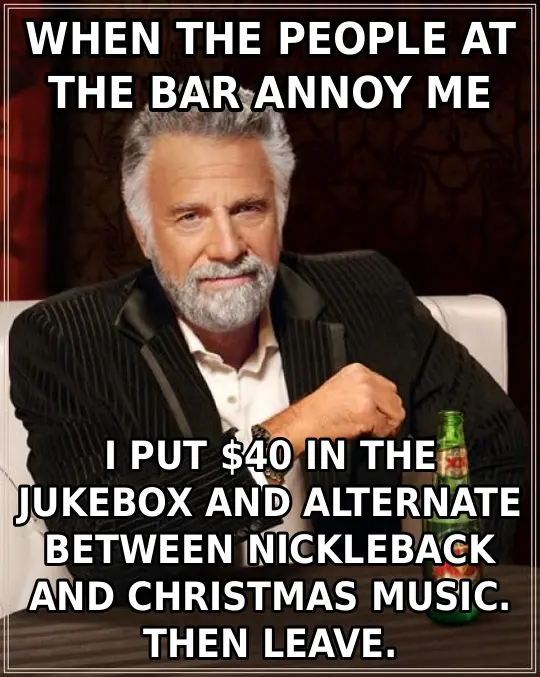 WHEN THE PEOPLE AT
THE BAR ANNOY ME
I PUT $40 IN THE
JUKEBOX AND ALTERNATE
BETWEEN NICKLEBACK
AND CHRISTMAS MUSIC.
THEN LEAVE.